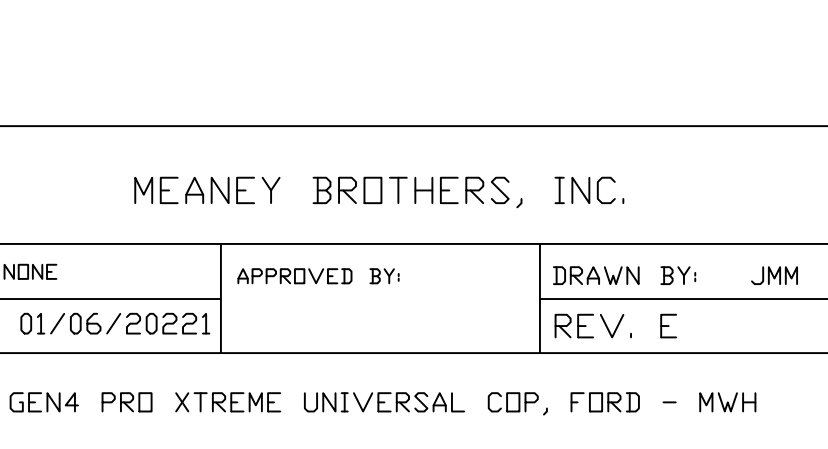 MEANEY BROTHERS, INC.
NONE
APPROVED BY:
DRAWN BY: JMM
01/06/20221
REV. E
GEN4 PRO XTREME UNIVERSAL COP, FORD - MWH